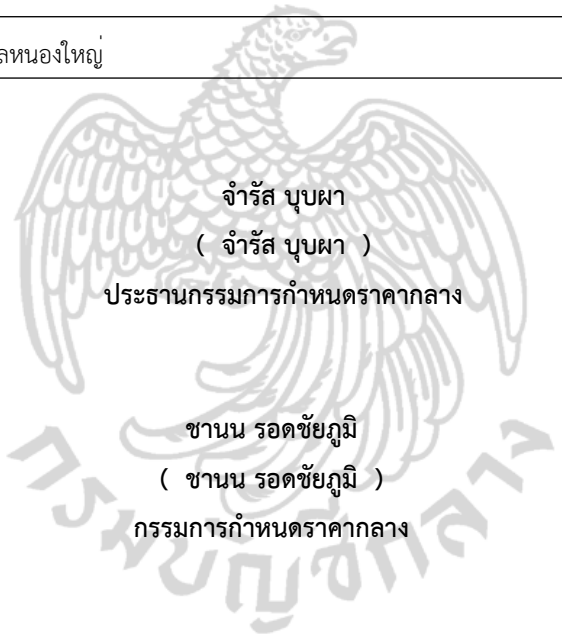 ลหนองใหญ่
จำรัส บุบผา
( จำรัส บุบผา )
ประธานกรรมการกำหนดราคากลาง
ชานน รอดชัยภูมิ
( ชานน รอดชัยภูมิ )
กรรมการกำหนดราคากลาง
กรมบัญชีกลาง